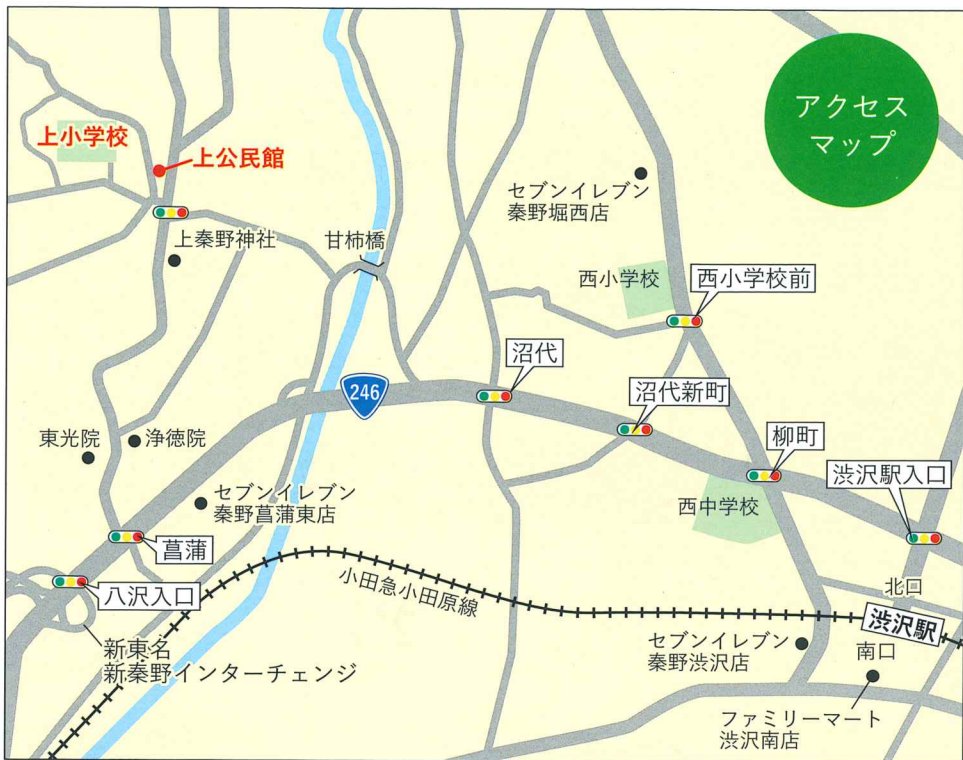 アクセス
マップ
上小学校
上公民館
セブンイレブン
秦野堀西店
上秦野神社
甘柿橋
西小学校
西小学校前
沼代
246
沼代新町
東光院
浄徳院
柳町
渋沢駅入口
セブンイレブン
秦野菖蒲東店
西中学校
菖蒲
八沢入口
小田急小田原線
北口
渋沢駅
新東名
新秦野インターチェンジ
セブンイレブン
秦野渋沢店
南口
ファミリーマート
渋沢南店